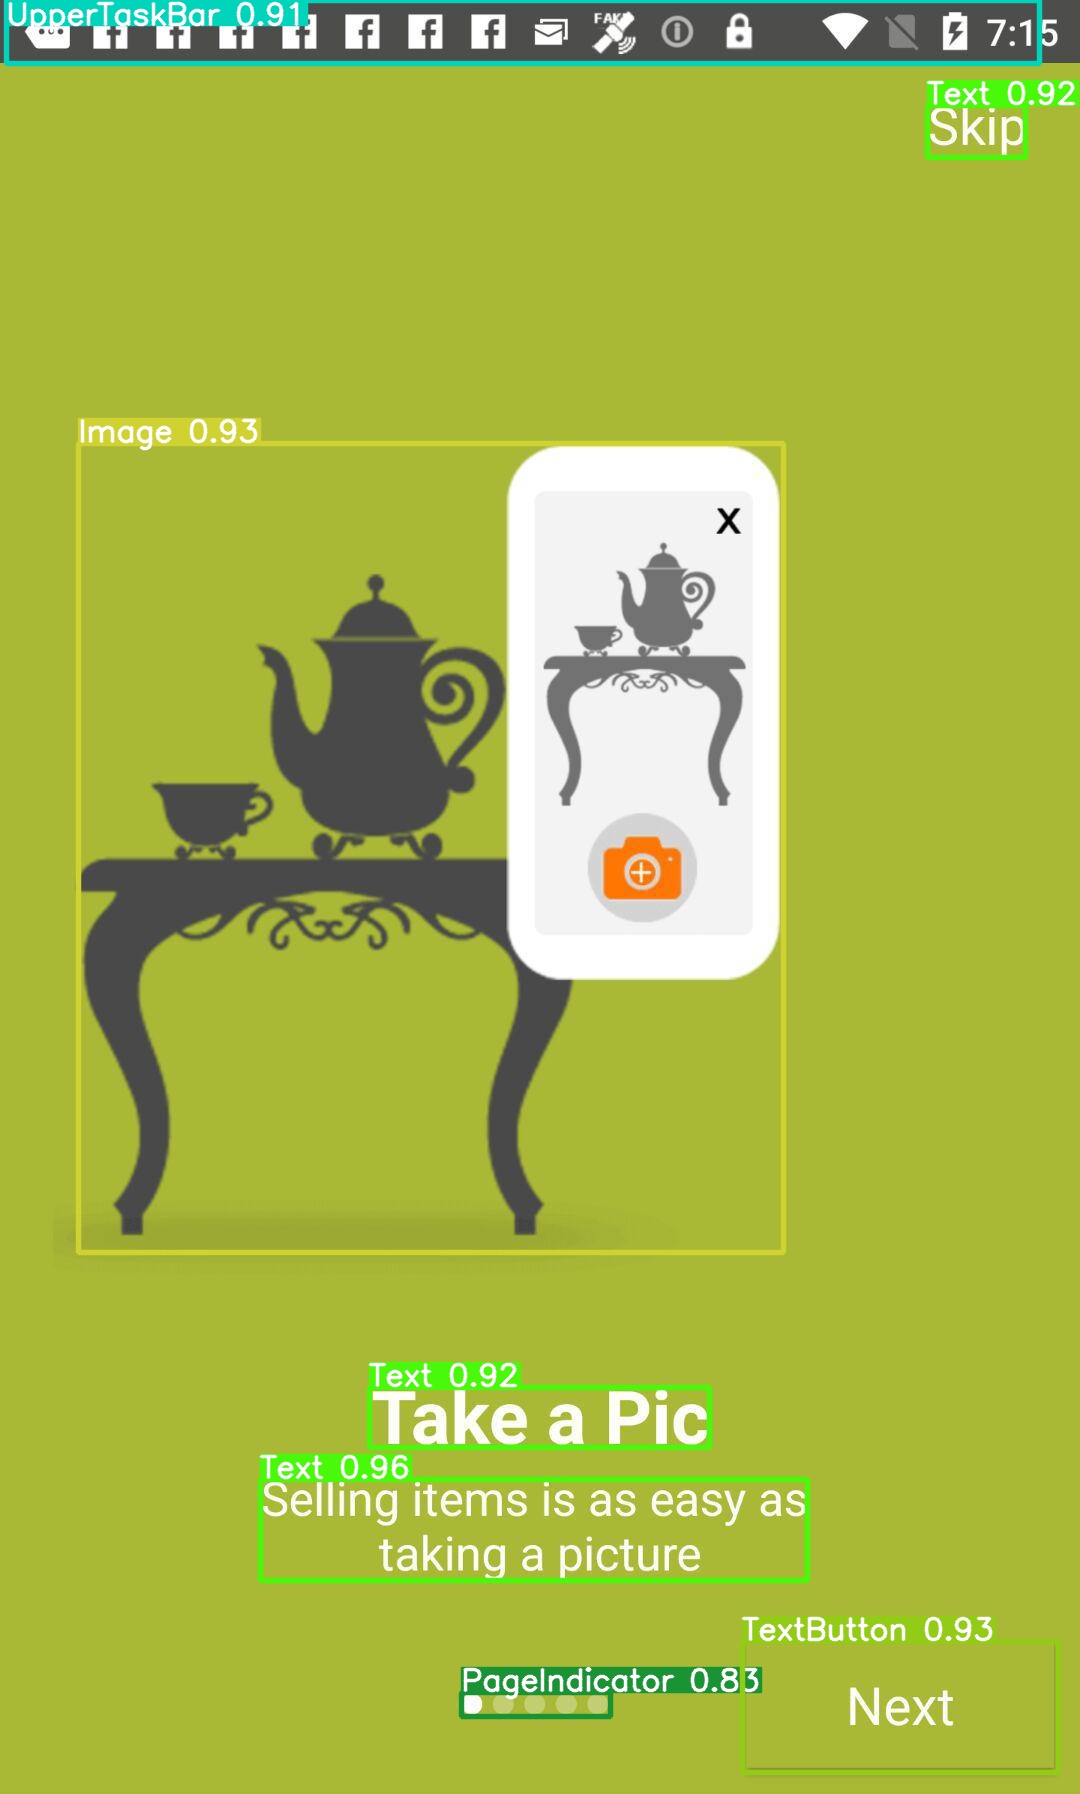 UpperTaskBar 0.91
FAK
7:15
Text 0.92
Skip
Image 0.93
X
Text 0.92
Take a Pic
Text 0.96
Selling items is as easy as
taking a picture
TextButton 0.93
PageIndicator 0.83
Next